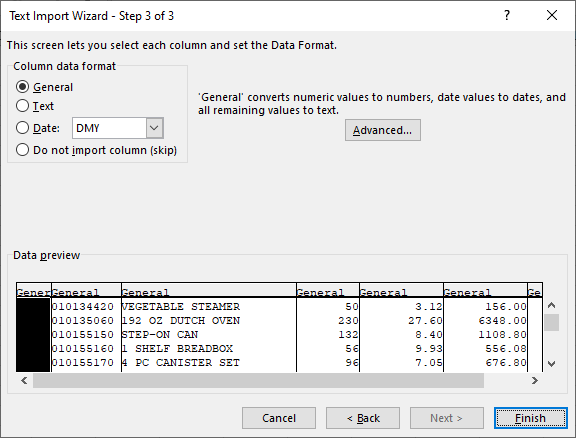 Text Import Wizard - Step 3 of 3 ? ×
This screen lets you select each column and set the Data Format.
Column data format
General
Text
Date: DMY
Do not import column (skip)
'General' converts numeric values to numbers, date values to dates, and
all remaining values to text.
Advanced...
Data preview
Gener General General General General General Ge
010134420 VEGETABLE STEAMER 50 3.12 156.00
010135060 192 OZ DUTCH OVEN 230 27.60 6348.00
010155150 STEP-ON CAN 132 8.40 1108.80
010155160 1 SHELF BREADBOX 56 9.93 556.08
010155170 4 PC CANISTER SET 96 7.05 676.80
Cancel < Back Next > Finish